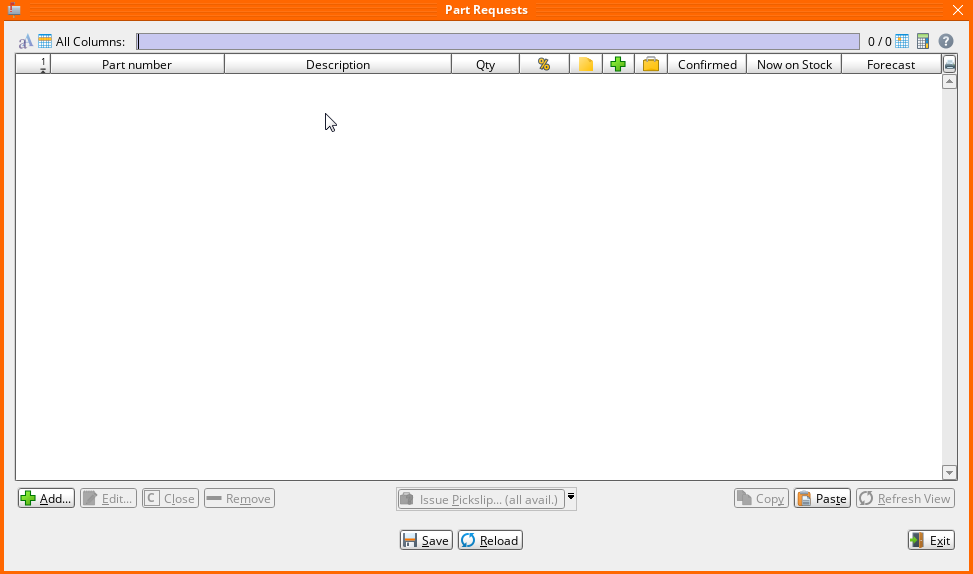 Part Requests
A All Columns: 0 / 0 ?
1 Part number Description Qty % Confirmed Now on Stock Forecast
Add... Edit... C Close Remove Issue Pickslip... (all avail.) Copy Paste Refresh View
Save Reload Exit